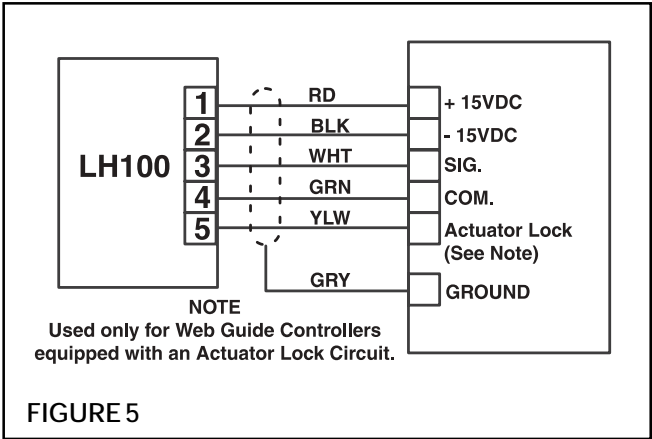 LH100
1 RD + 15VDC
2 BLK - 15VDC
3 WHT SIG.
4 GRN COM.
5 YLW Actuator Lock
(See Note)
GRY GROUND
NOTE
Used only for Web Guide Controllers
equipped with an Actuator Lock Circuit.
FIGURE 5